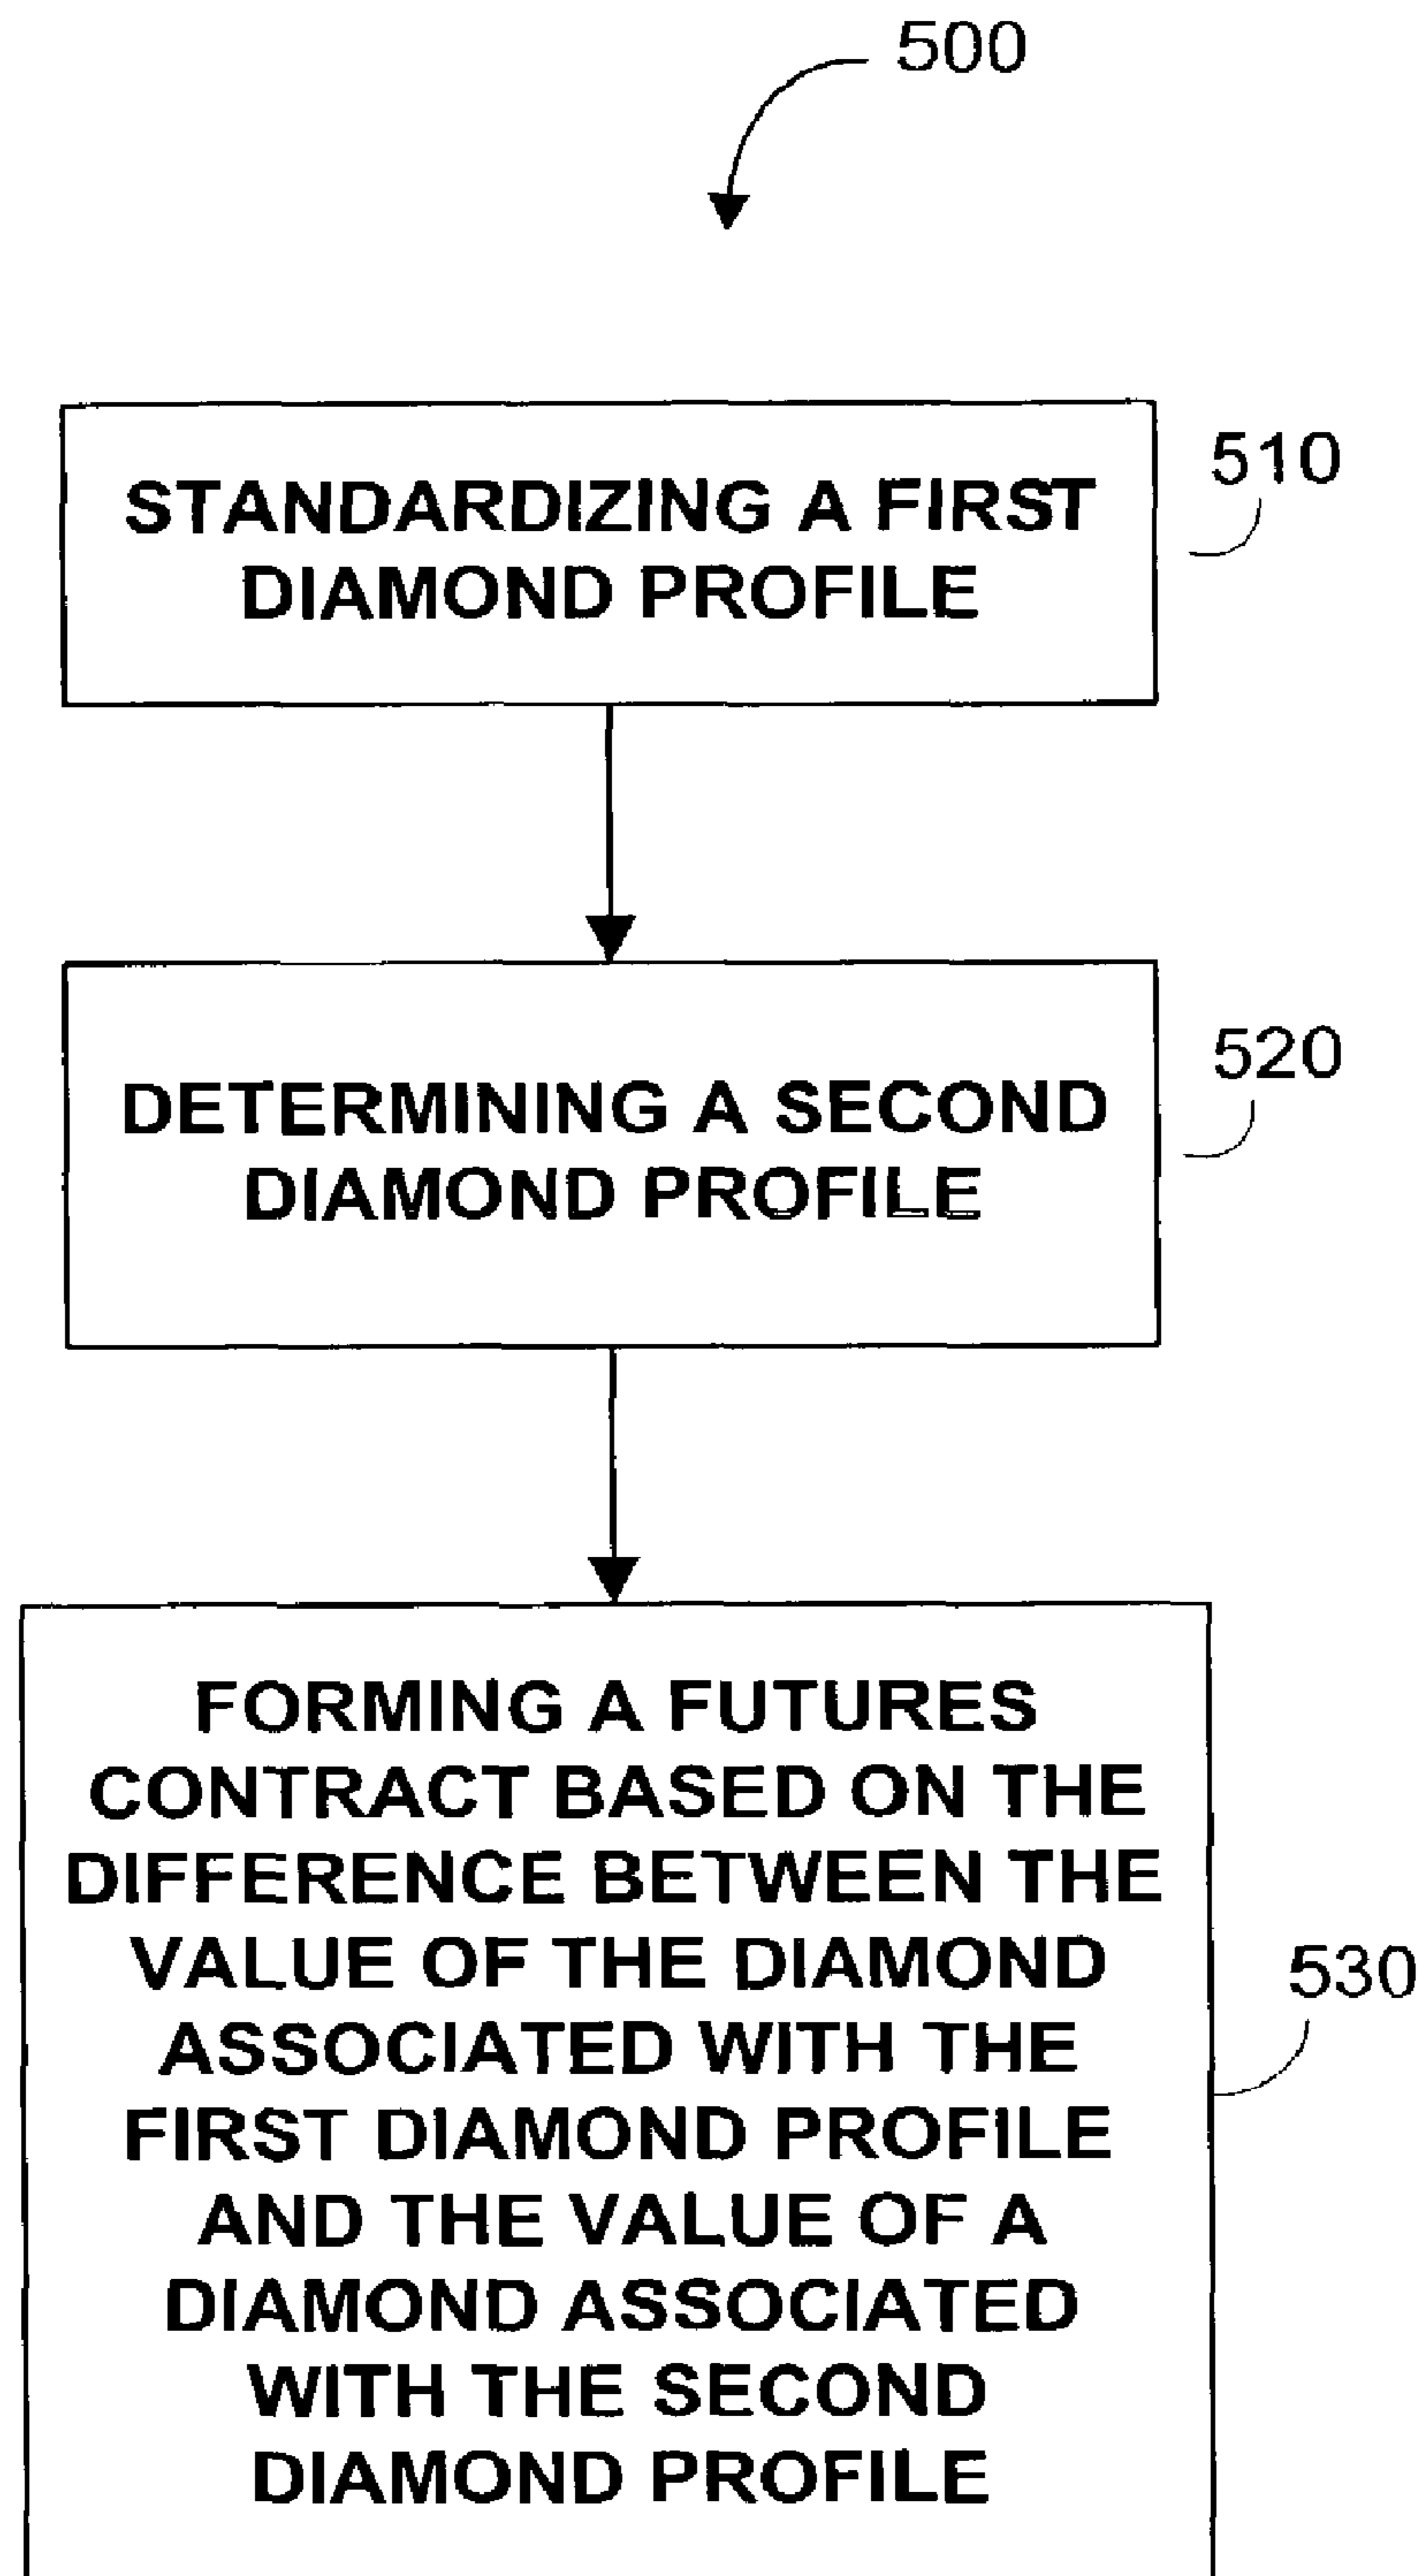 500
STANDARDIZING A FIRST
DIAMOND PROFILE
510
DETERMINING A SECOND
DIAMOND PROFILE
520
FORMING A FUTURES
CONTRACT BASED ON THE
DIFFERENCE BETWEEN THE
VALUE OF THE DIAMOND
ASSOCIATED WITH THE
FIRST DIAMOND PROFILE
AND THE VALUE OF A
DIAMOND ASSOCIATED
WITH THE SECOND
DIAMOND PROFILE
530